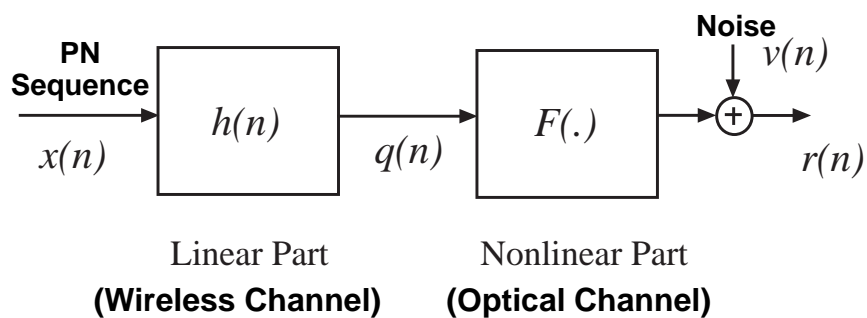 PN
Sequence
x(n)
h(n)
q(n)
F(.)
Noise
v(n)
+
r(n)
Linear Part
(Wireless Channel)
Nonlinear Part
(Optical Channel)